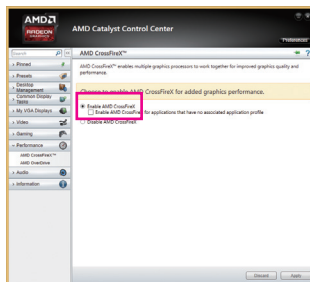 AMD
RADEON
GRAPHICS
AMD Catalyst Control Center
Preferences
Search
AMD CrossFireX™
Pinned
Presets
Desktop
Management
Common Display
Tasks
My VGA Displays
Video
Gaming
Performance
AMD CrossFireX™
AMD OverDrive
Audio
Information
AMD CrossFireX™ enables multiple graphics processors to work together for improved graphics quality and
performance.
Choose to enable AMD CrossFireX for added graphics performance.
Enable AMD CrossFireX
Enable AMD CrossFireX for applications that have no associated application profile
Disable AMD CrossFireX
Discard
Apply